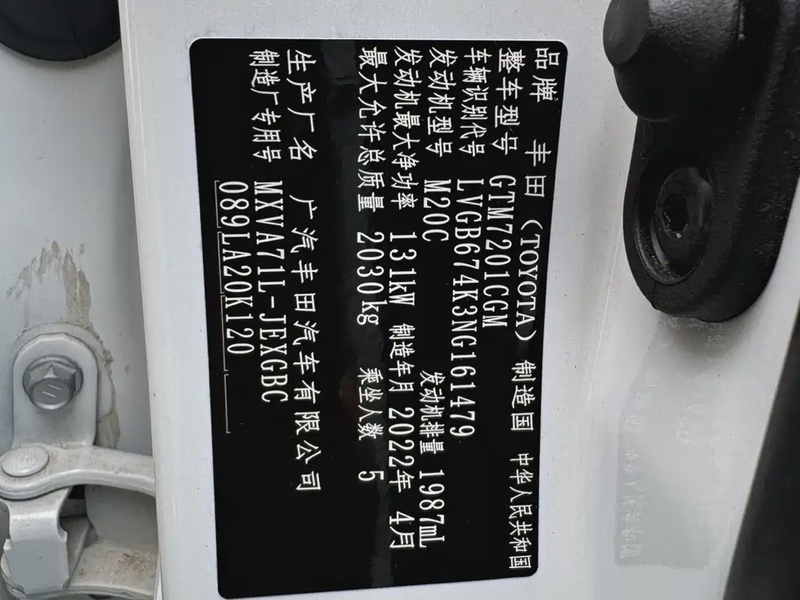 品牌 丰田（TOYOTA） 制造国 中华人民共和国
整车型号 GTM7201CGM
车辆识别代号 LVGB674K3NG161479
发动机型号 M20C 发动机排量 1987mL
发动机最大净功率 131kW 制造年月 2022年 4月
最大允许总质量 2030kg 乘坐人数 5
生产厂名 广汽丰田汽车有限公司
制造厂专用号 MXVA71L-JEXGBC
089LA20K120